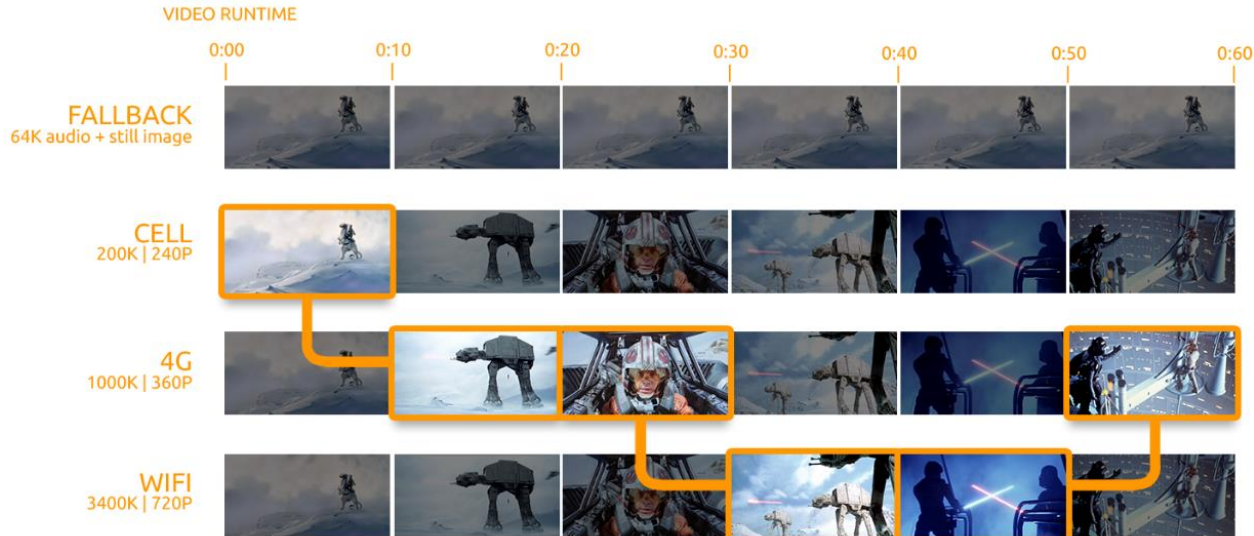 VIDEO RUNTIME
0:00 0:10 0:20 0:30 0:40 0:50 0:60
FALLBACK
64K audio + still image
CELL
200K | 240P
4G
1000K | 360P
WIFI
3400K | 720P